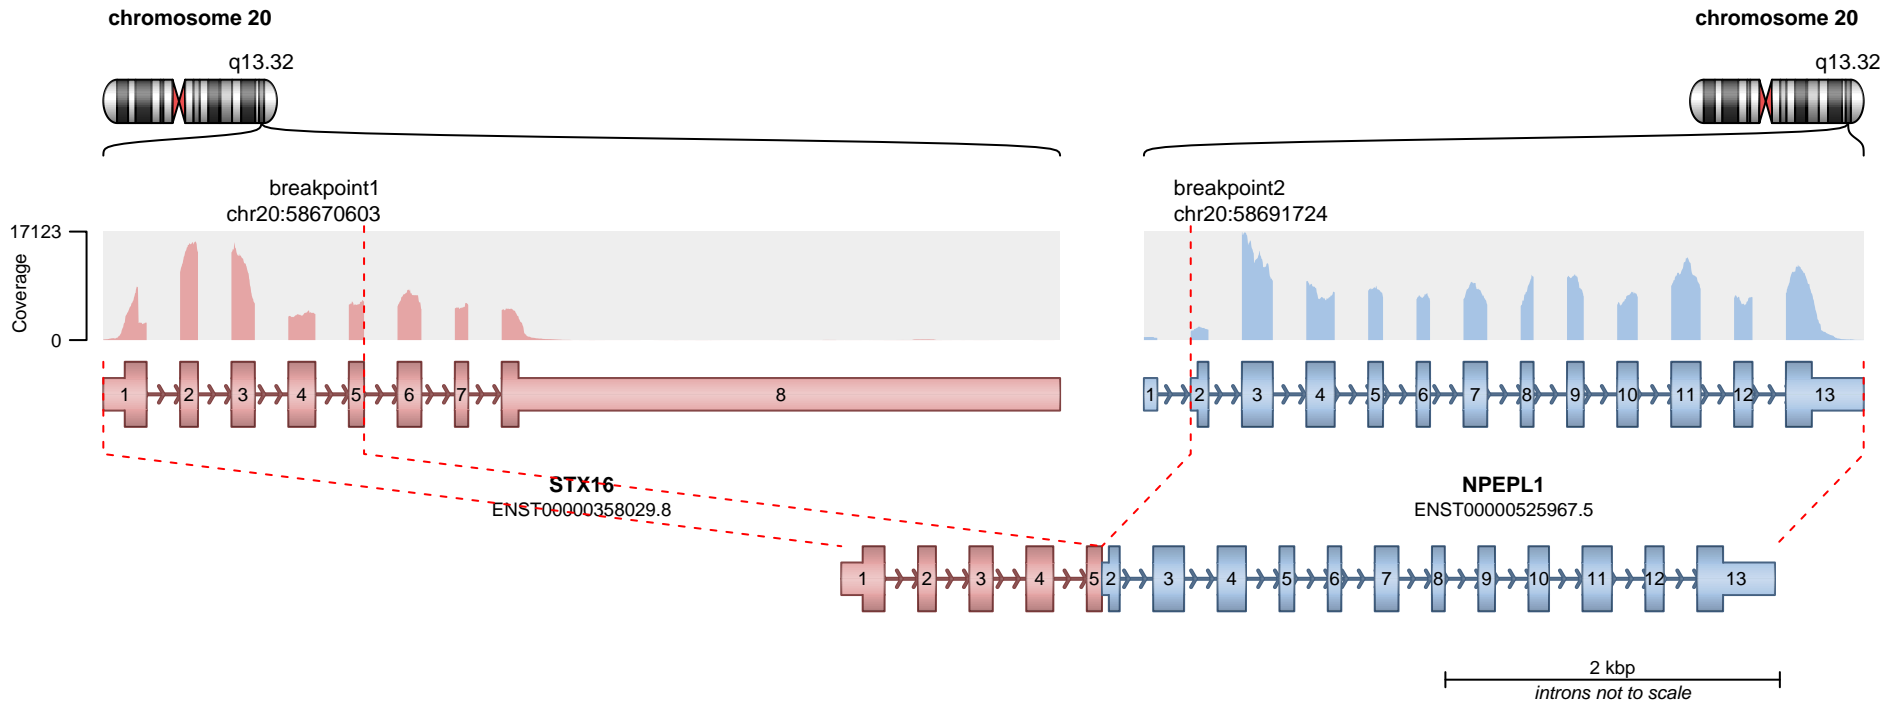 chromosome 20
chromosome 20
q13.32
q13.32
breakpoint1
chr20:58670603
breakpoint2
chr20:58691724
17123
Coverage
0
1 2 3 4 5 6 7 8
1 2 3 4 5 6 7 8 9 10 11 12 13
STX16
ENST00000358029.8
NPEPL1
ENST00000525967.5
1 2 3 4 5 2 3 4 5 6 7 8 9 10 11 12 13
2 kbp
introns not to scale